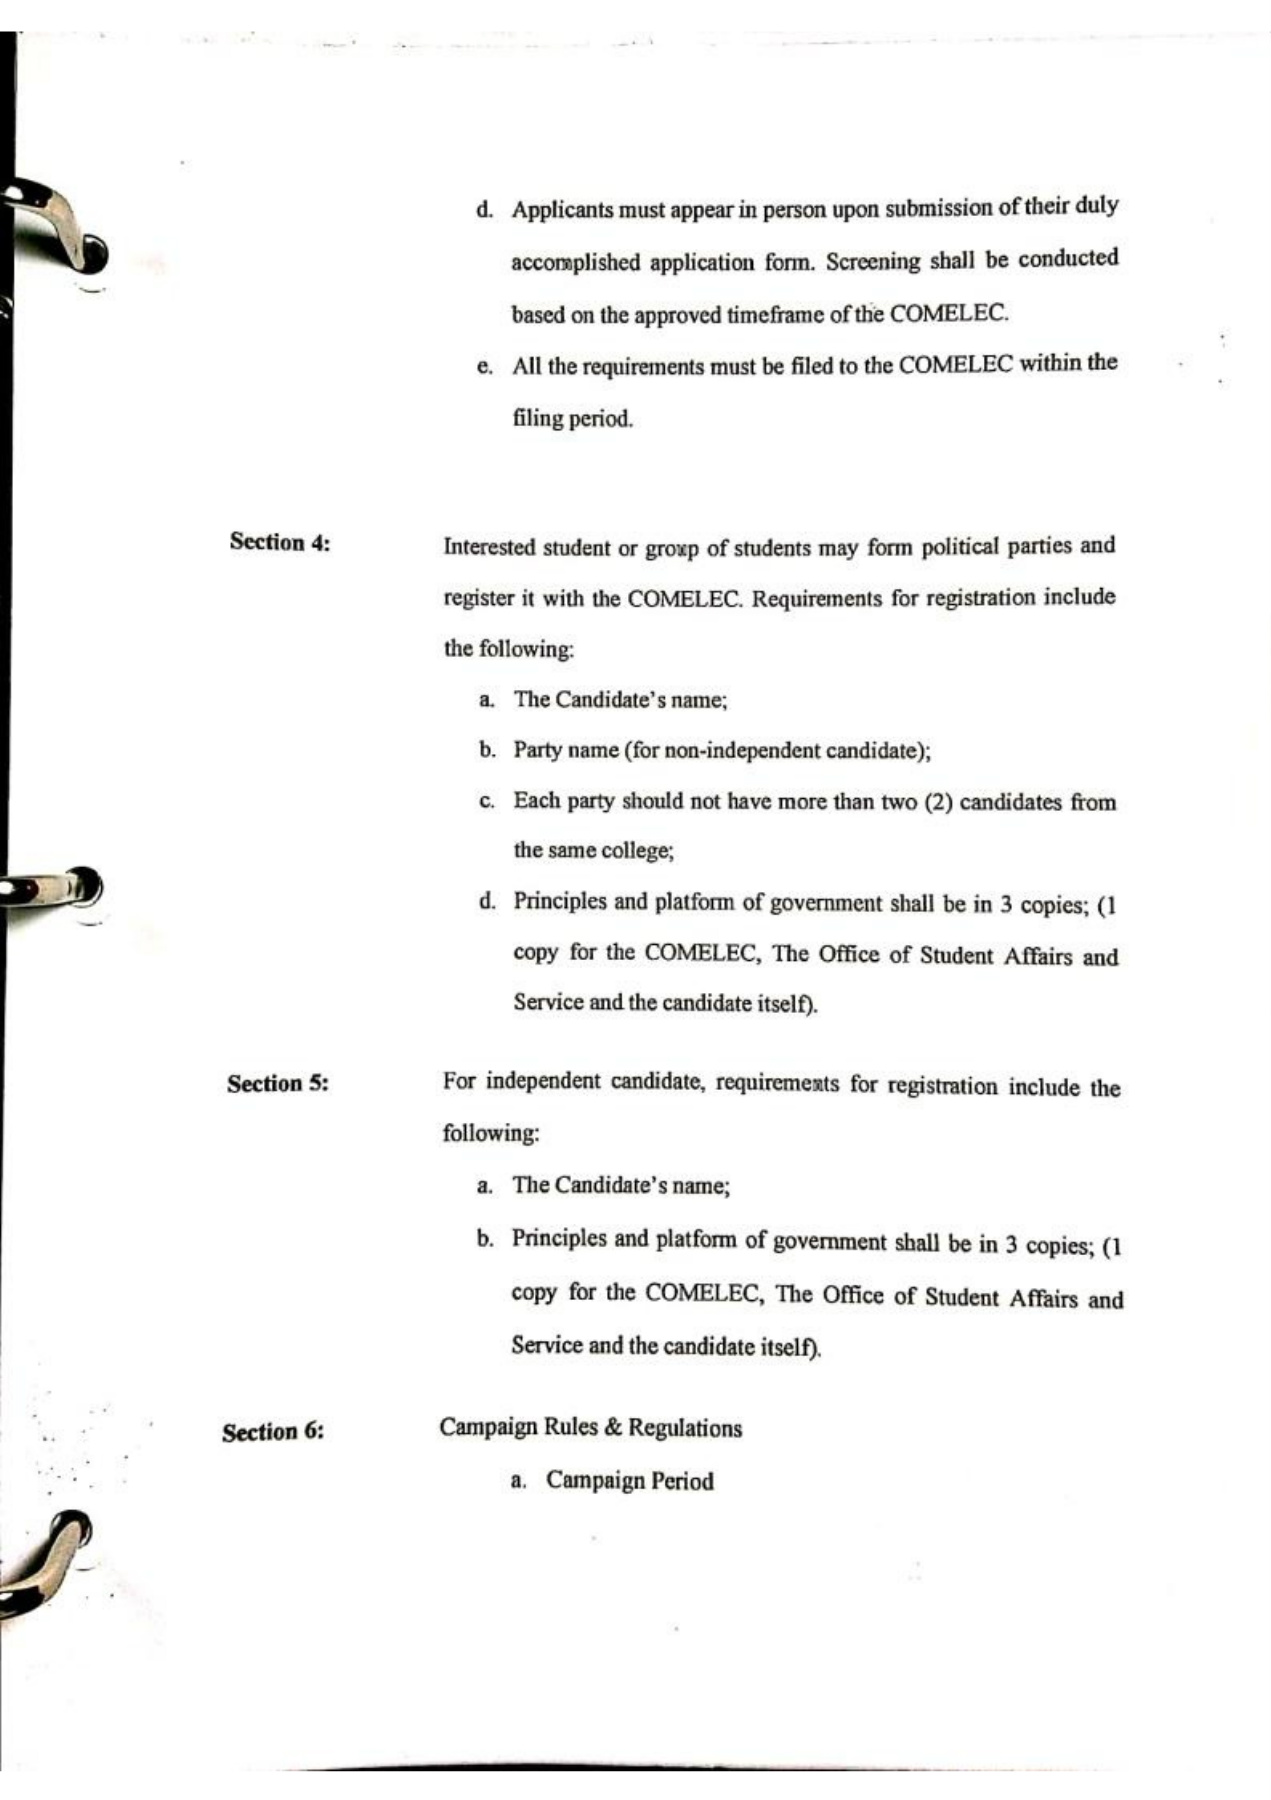 d. Applicants must appear in person upon submission of their duly
accomplished application form. Screening shall be conducted
based on the approved timeframe of the COMELEC.
e. All the requirements must be filed to the COMELEC within the
filing period.
Section 4: Interested student or group of students may form political parties and
register it with the COMELEC. Requirements for registration include
the following:
a. The Candidate's name;
b. Party name (for non-independent candidate);
c. Each party should not have more than two (2) candidates from
the same college;
d. Principles and platform of government shall be in 3 copies; (1
copy for the COMELEC, The Office of Student Affairs and
Service and the candidate itself).
Section 5: For independent candidate, requirements for registration include the
following:
a. The Candidate's name;
b. Principles and platform of government shall be in 3 copies; (1
copy for the COMELEC, The Office of Student Affairs and
Service and the candidate itself).
Section 6: Campaign Rules & Regulations
a. Campaign Period